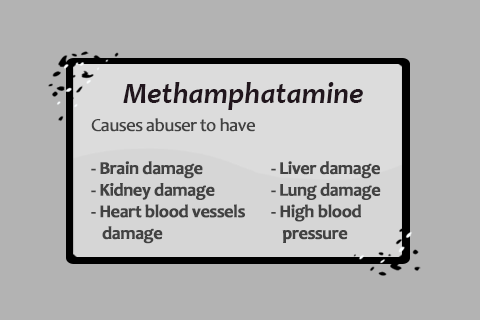 Methamphatamine
Causes abuser to have
- Brain damage
- Kidney damage
- Heart blood vessels
damage
- Liver damage
- Lung damage
- High blood
pressure